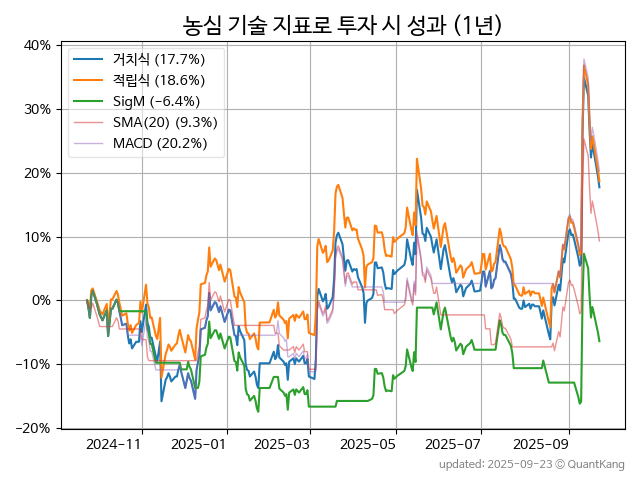 농심 기술 지표로 투자 시 성과 (1년)
40%
30%
20%
10%
0%
−10%
−20%
거치식 (17.7%)
적립식 (18.6%)
SigM (−6.4%)
SMA(20) (9.3%)
MACD (20.2%)
2024-11
2025-01
2025-03
2025-05
2025-07
2025-09
updated: 2025-09-23 © QuantKang